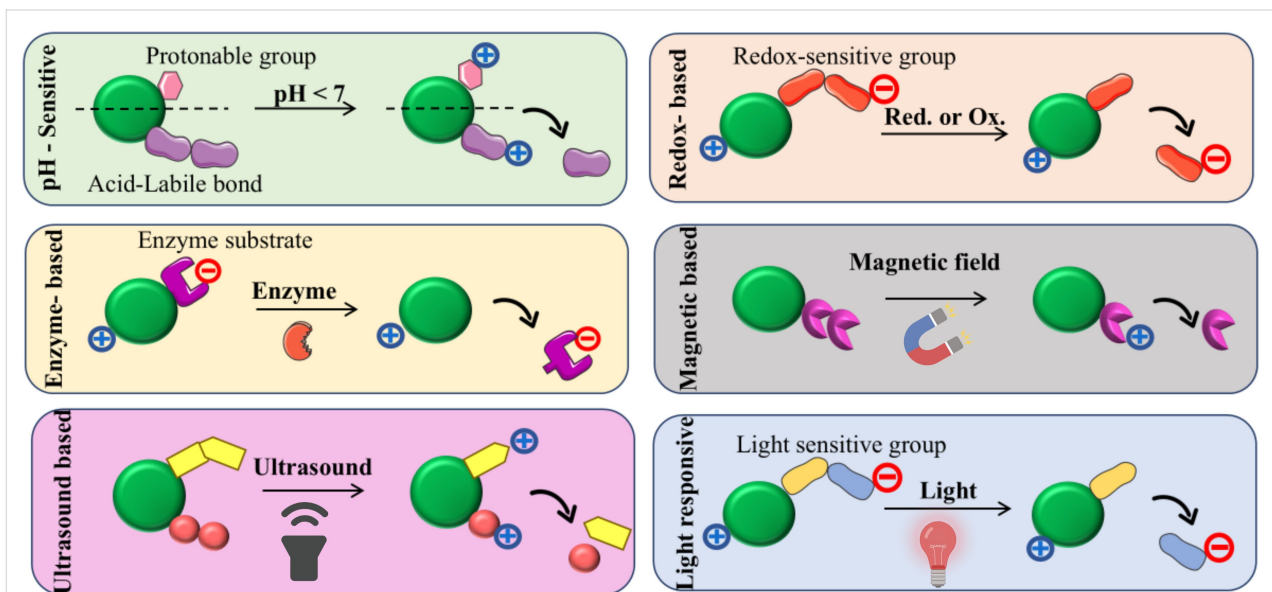 pH - Sensitive
Protonable group
pH < 7
Acid-Labile bond
Redox- based
Redox-sensitive group
Red. or Ox.
Enzyme- based
Enzyme substrate
Enzyme
Magnetic based
Magnetic field
Ultrasound based
Ultrasound
Light responsive
Light sensitive group
Light